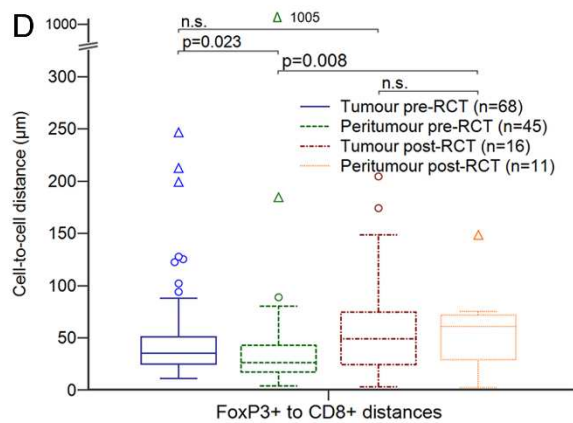 D
1000
n.s.
△ 1005
p=0.023
p=0.008
n.s.
300
250
200
150
100
50
0
Cell-to-cell distance (μm)
Tumour pre-RCT (n=68)
Peritumour pre-RCT (n=45)
Tumour post-RCT (n=16)
Peritumour post-RCT (n=11)
FoxP3+ to CD8+ distances